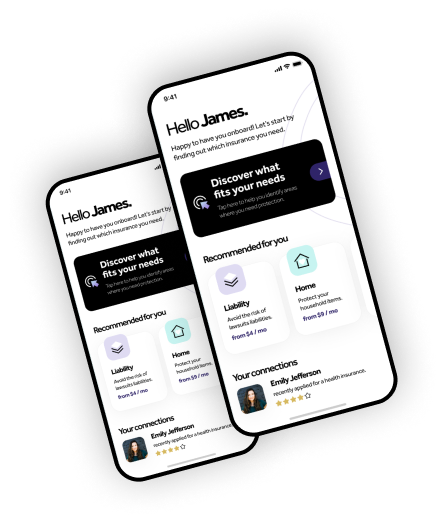 9:41
Hello James.
Happy to have you onboard! Let's start by
finding out which insurance you need.
Discover what
fits your needs
Tap here to help you identify areas
where you need protection.
Recommended for you
Liability
Avoid the risk of
lawsuits liabilities.
from $4 / mo
Home
Protect your
household items.
from $9 / mo
Your connections
Emily Jefferson
recently applied for a health insurance.
9:41
Hello James.
Happy to have you onboard! Let's start by
finding out which insurance you need.
Discover what
fits your needs
Tap here to help you identify areas
where you need protection.
Recommended for you
Liability
Avoid the risk of
lawsuits liabilities.
from $4 / mo
Home
Protect your
household items.
from $9 / mo
Your connections
Emily Jefferson
recently applied for a health insurance.